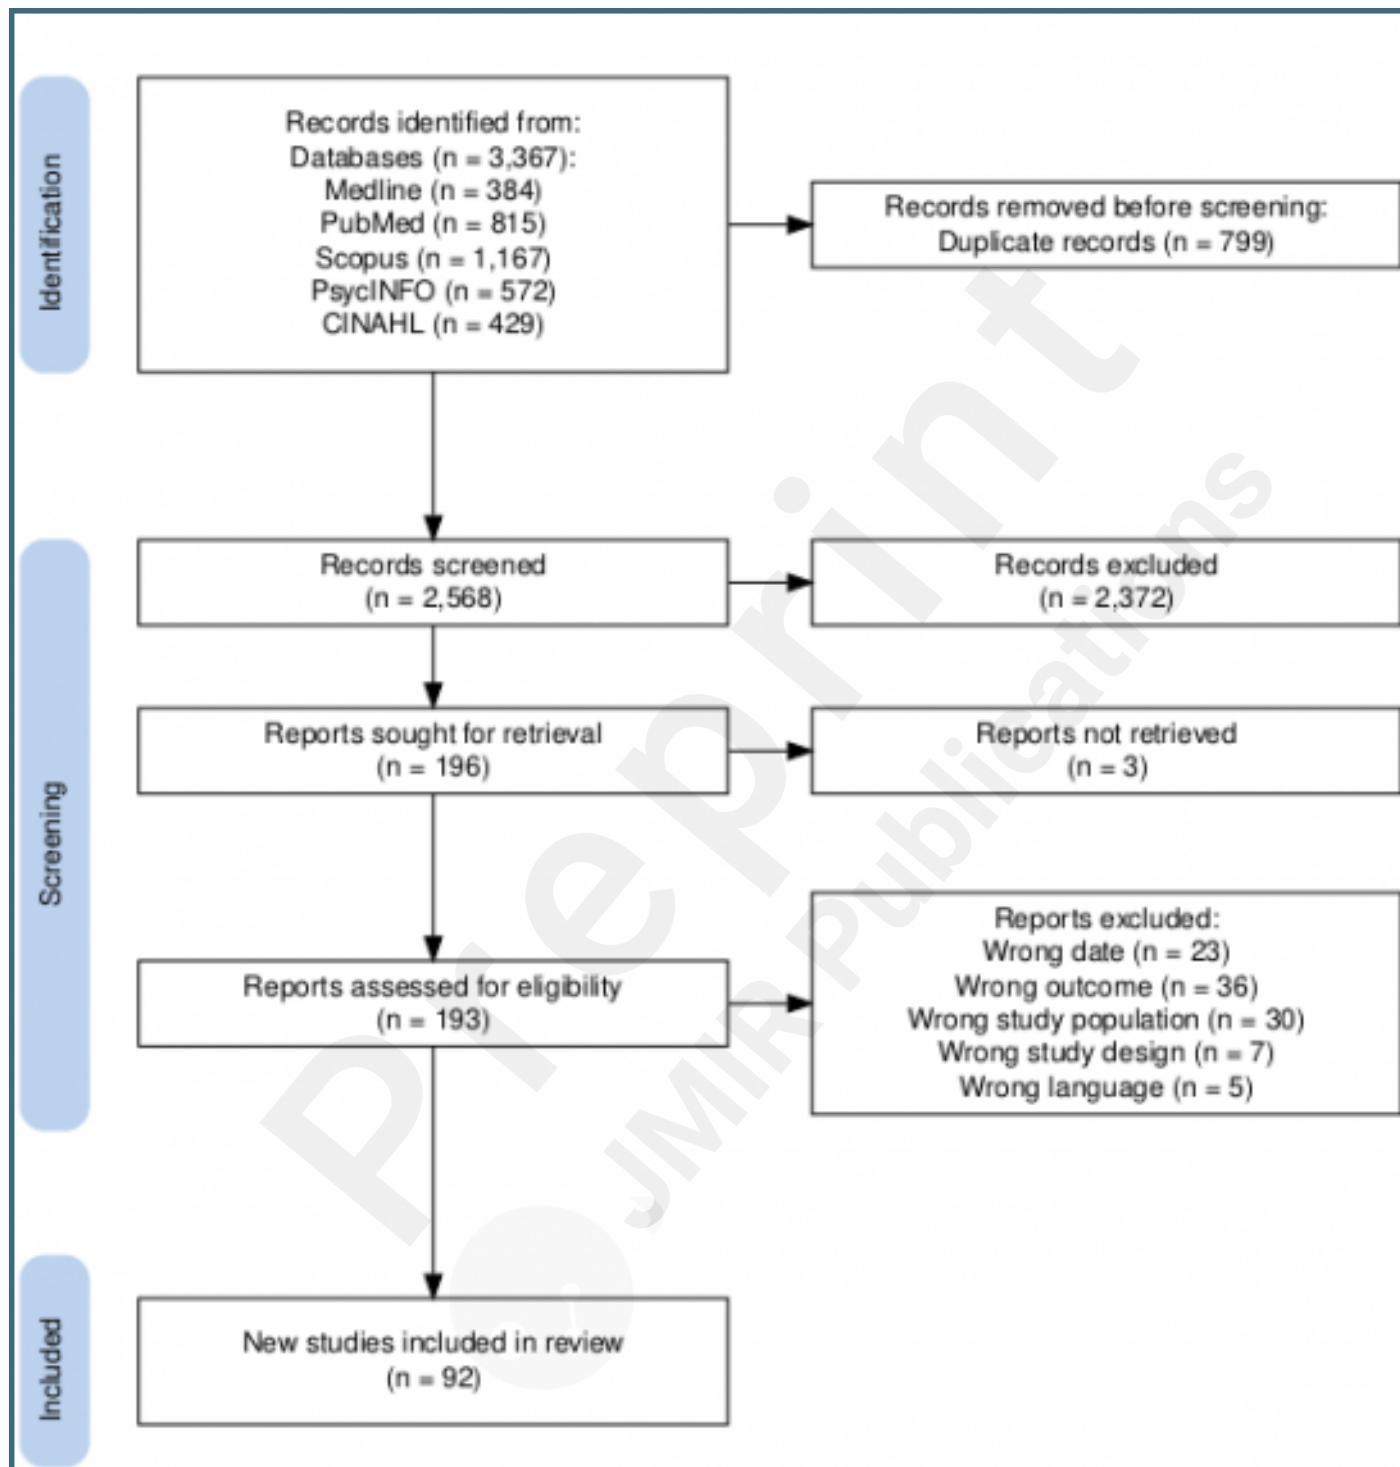 Identification
Records identified from:
Databases (n = 3,367):
Medline (n = 384)
PubMed (n = 815)
Scopus (n = 1,167)
PsycINFO (n = 572)
CINAHL (n = 429)
Records removed before screening:
Duplicate records (n = 799)
Screening
Records screened
(n = 2,568)
Records excluded
(n = 2,372)
Reports sought for retrieval
(n = 196)
Reports not retrieved
(n = 3)
Reports assessed for eligibility
(n = 193)
Reports excluded:
Wrong date (n = 23)
Wrong outcome (n = 36)
Wrong study population (n = 30)
Wrong study design (n = 7)
Wrong language (n = 5)
Included
New studies included in review
(n = 92)
Preprint
JMIR Publications